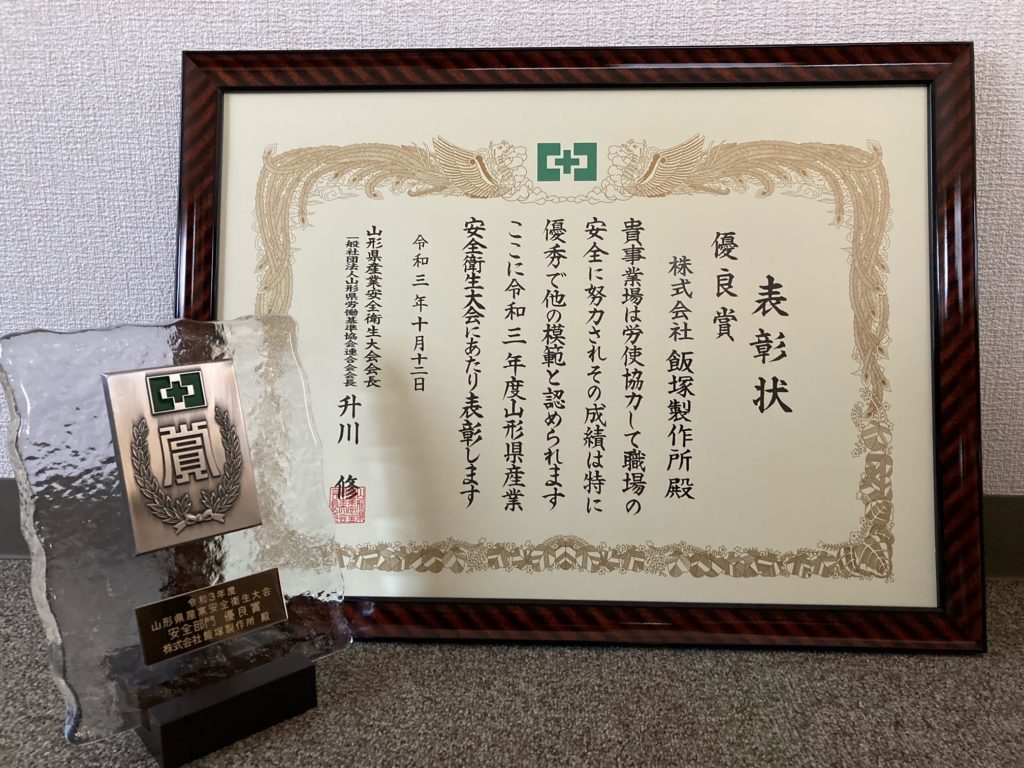 表彰状
優良賞
株式会社 飯塚製作所 殿
貴事業場は労使協力して職場の
安全に努力されその成績は特に
優秀で他の模範と認められます
ここに令和三年度山形県産業
安全衛生大会にあたり表彰します
令和三年十月十二日
山形県産業安全衛生大会会長
一般社団法人山形県労働基準協会連合会会長
升川 修
賞
令和3年度
山形県産業安全衛生大会
安全部門 優良賞
株式会社飯塚製作所 殿